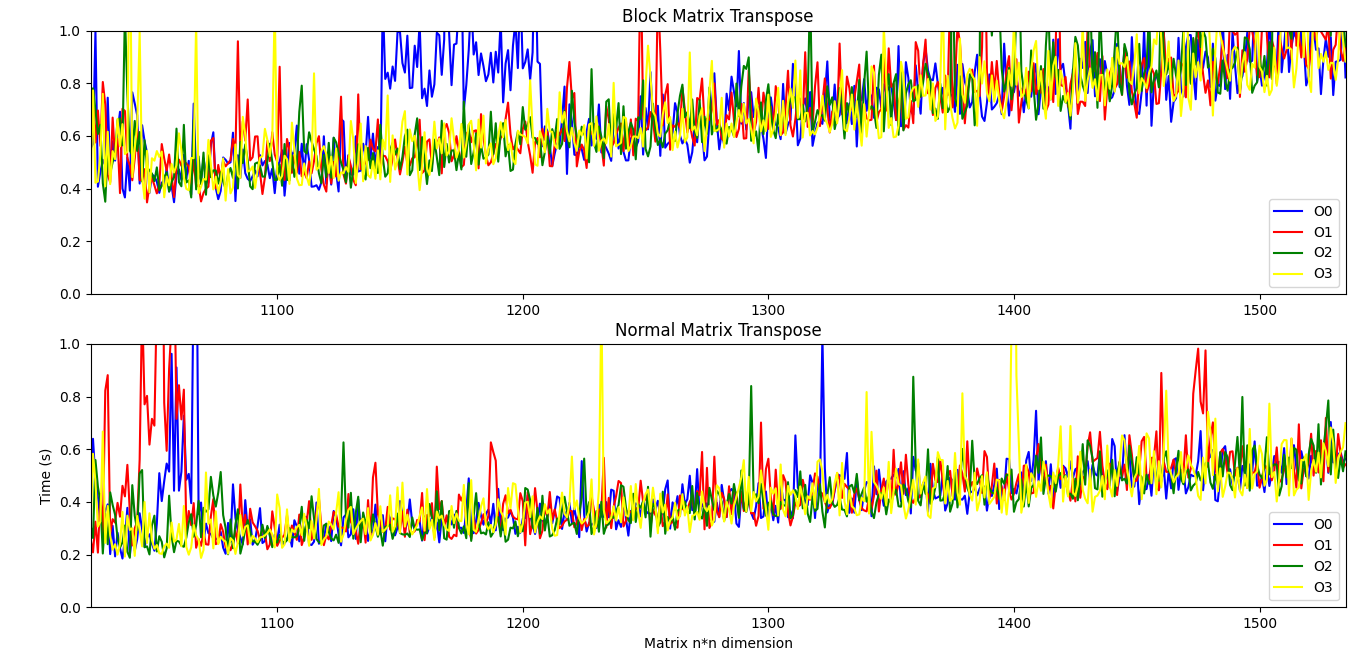 Block Matrix Transpose
1.0
0.8
0.6
0.4
0.2
0.0
O0
O1
O2
O3
1100 1200 1300 1400 1500
Normal Matrix Transpose
1.0
0.8
0.6
0.4
0.2
0.0
Time (s)
O0
O1
O2
O3
1100 1200 1300 1400 1500
Matrix n*n dimension